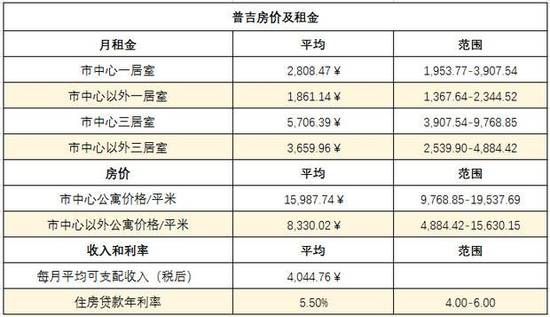 普吉房价及租金
月租金 平均 范围
市中心一居室 2,808.47￥ 1,953.77-3,907.54
市中心以外一居室 1,861.14￥ 1,367.64-2,344.52
市中心三居室 5,706.39￥ 3,907.54-9,768.85
市中心以外三居室 3,659.96￥ 2,539.90-4,884.42
房价 平均 范围
市中心公寓价格/平米 15,987.74￥ 9,768.85-19,537.69
市中心以外公寓价格/平米 8,330.02￥ 4,884.42-15,630.15
收入和利率 平均 范围
每月平均可支配收入（税后） 4,044.76￥
住房贷款年利率 5.50% 4.00-6.00